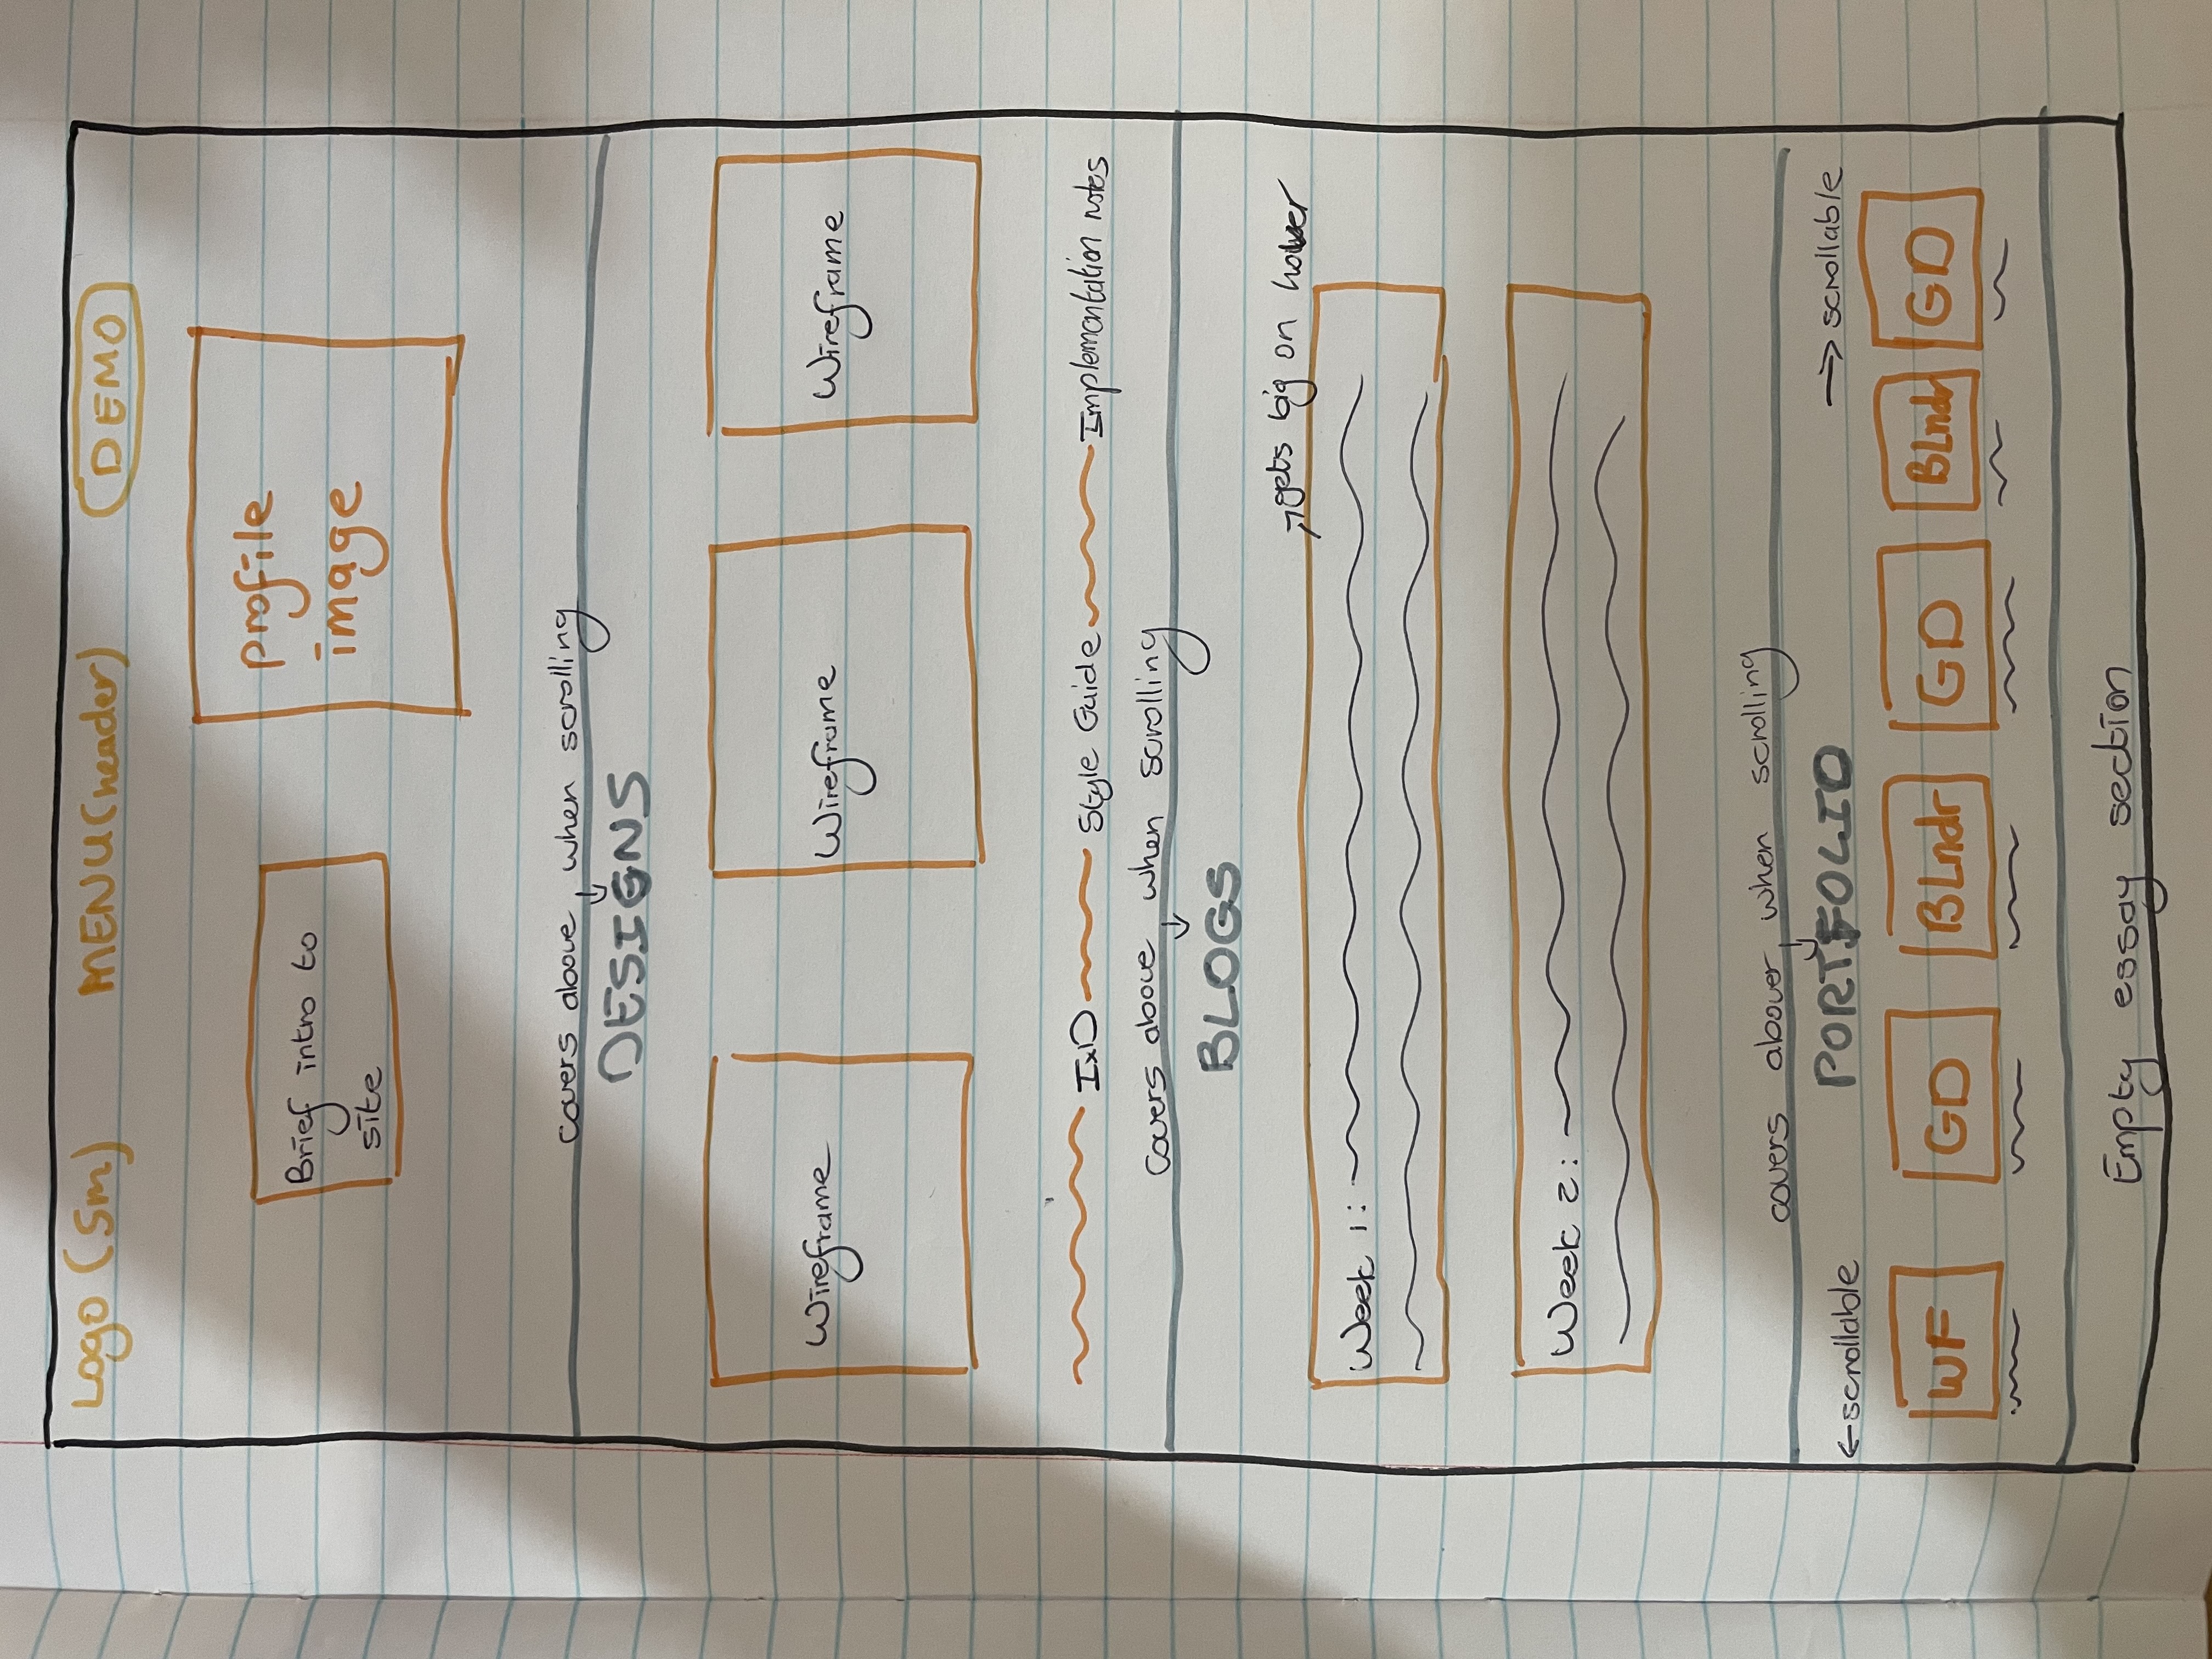 Logo (Sm) MENU (header) DEMO
profile
image
Brief intro to
site
covers above, when scrolling
DESIGNS
Wireframe Wireframe Wireframe
IxD Style Guide Implementation notes
Covers above, when scrolling
BLOGS
gets big on hover
Week 1:
Week 2:
covers abover, when scrolling
PORTFOLIO
scrollable scrollable
WF GD BLndr GD BLndr GD
Empty essay section